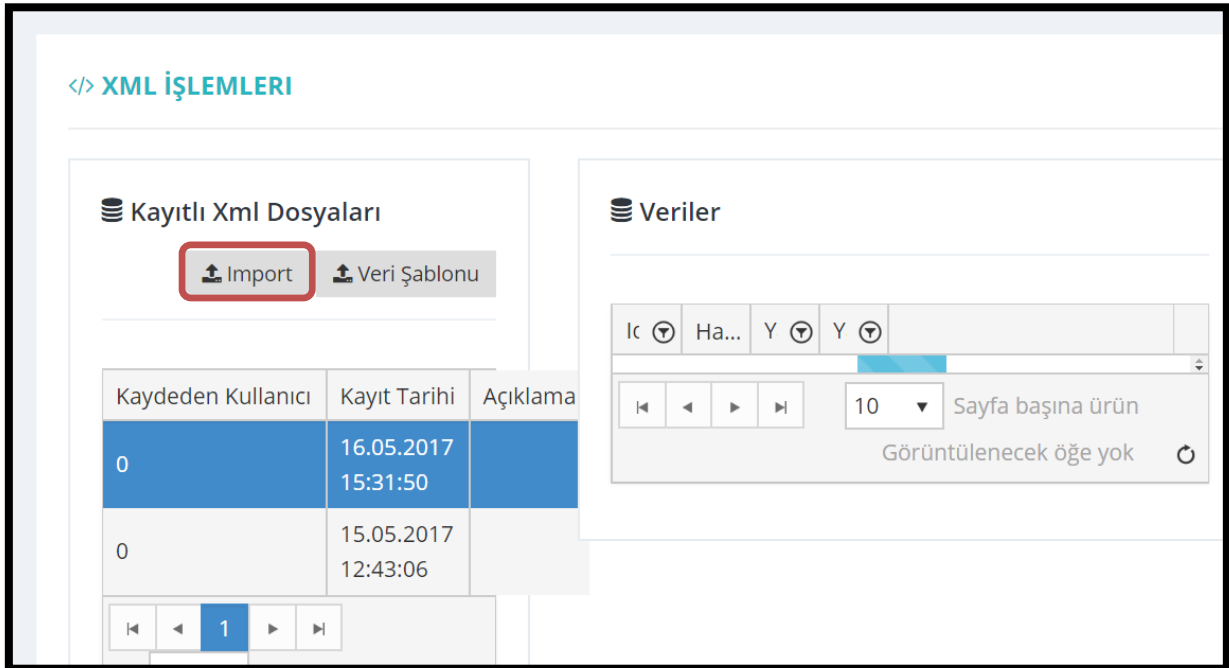 </> XML İŞLEMLERI
Kayıtlı Xml Dosyaları
Import Veri Şablonu
Kaydeden Kullanıcı Kayıt Tarihi Açıklama
0 16.05.2017
15:31:50
0 15.05.2017
12:43:06
1
Veriler
Ha... Y Y
10 Sayfa başına ürün
Görüntülenecek öğe yok